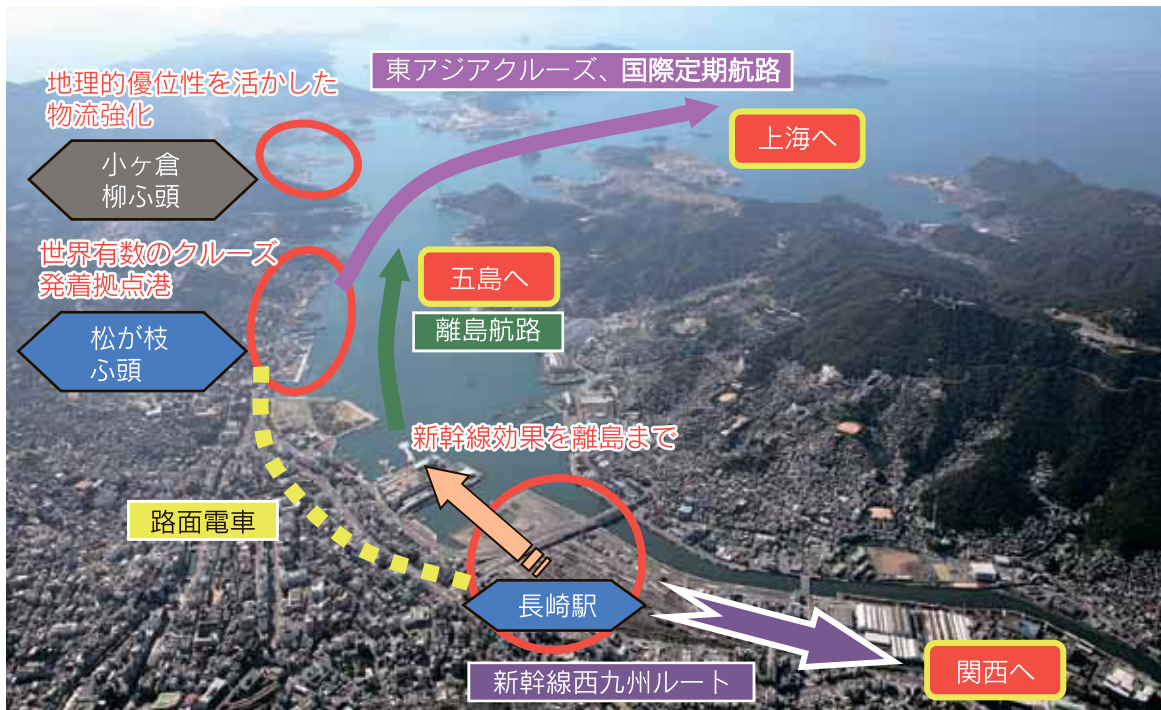 東アジアクルーズ、国際定期航路
地理的優位性を活かした
物流強化
上海へ
小ヶ倉
柳ふ頭
世界有数のクルーズ
発着拠点港
五島へ
離島航路
松が枝
ふ頭
新幹線効果を離島まで
路面電車
長崎駅
新幹線西九州ルート
関西へ